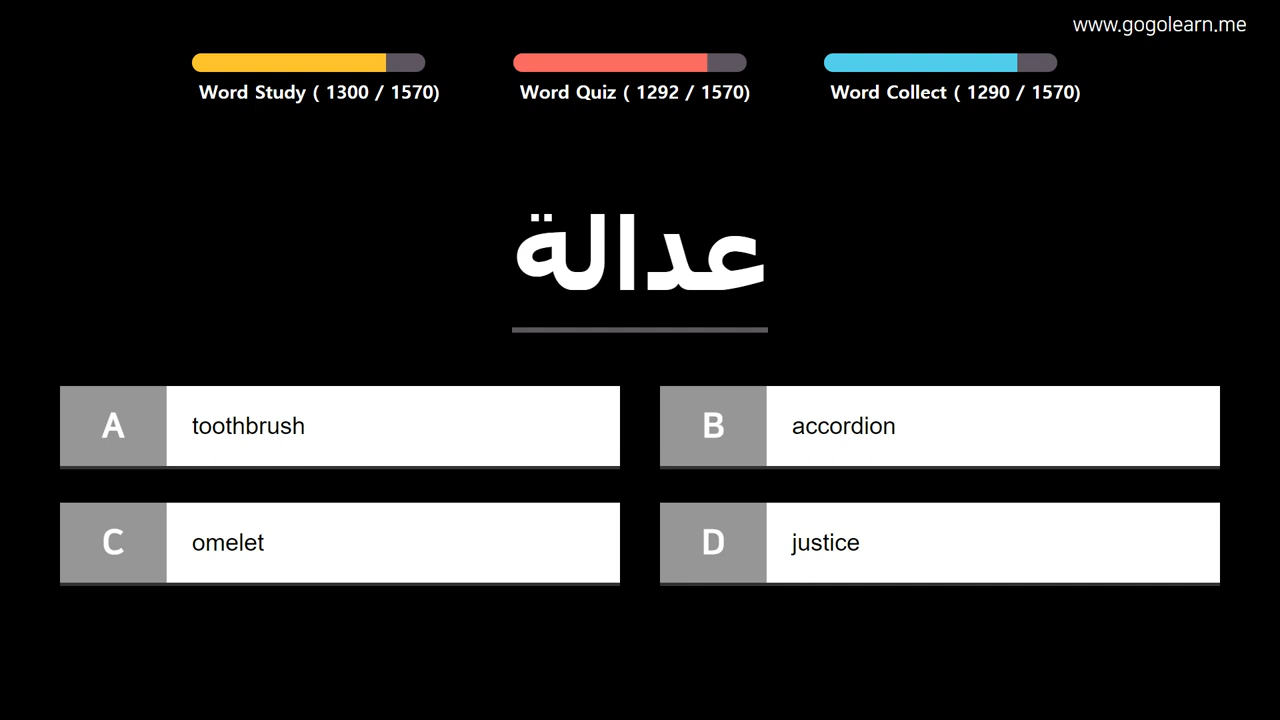 www.gogolearn.me
Word Study ( 1300 / 1570)
Word Quiz ( 1292 / 1570)
Word Collect ( 1290 / 1570)
عدالة
A toothbrush
B accordion
C omelet
D justice